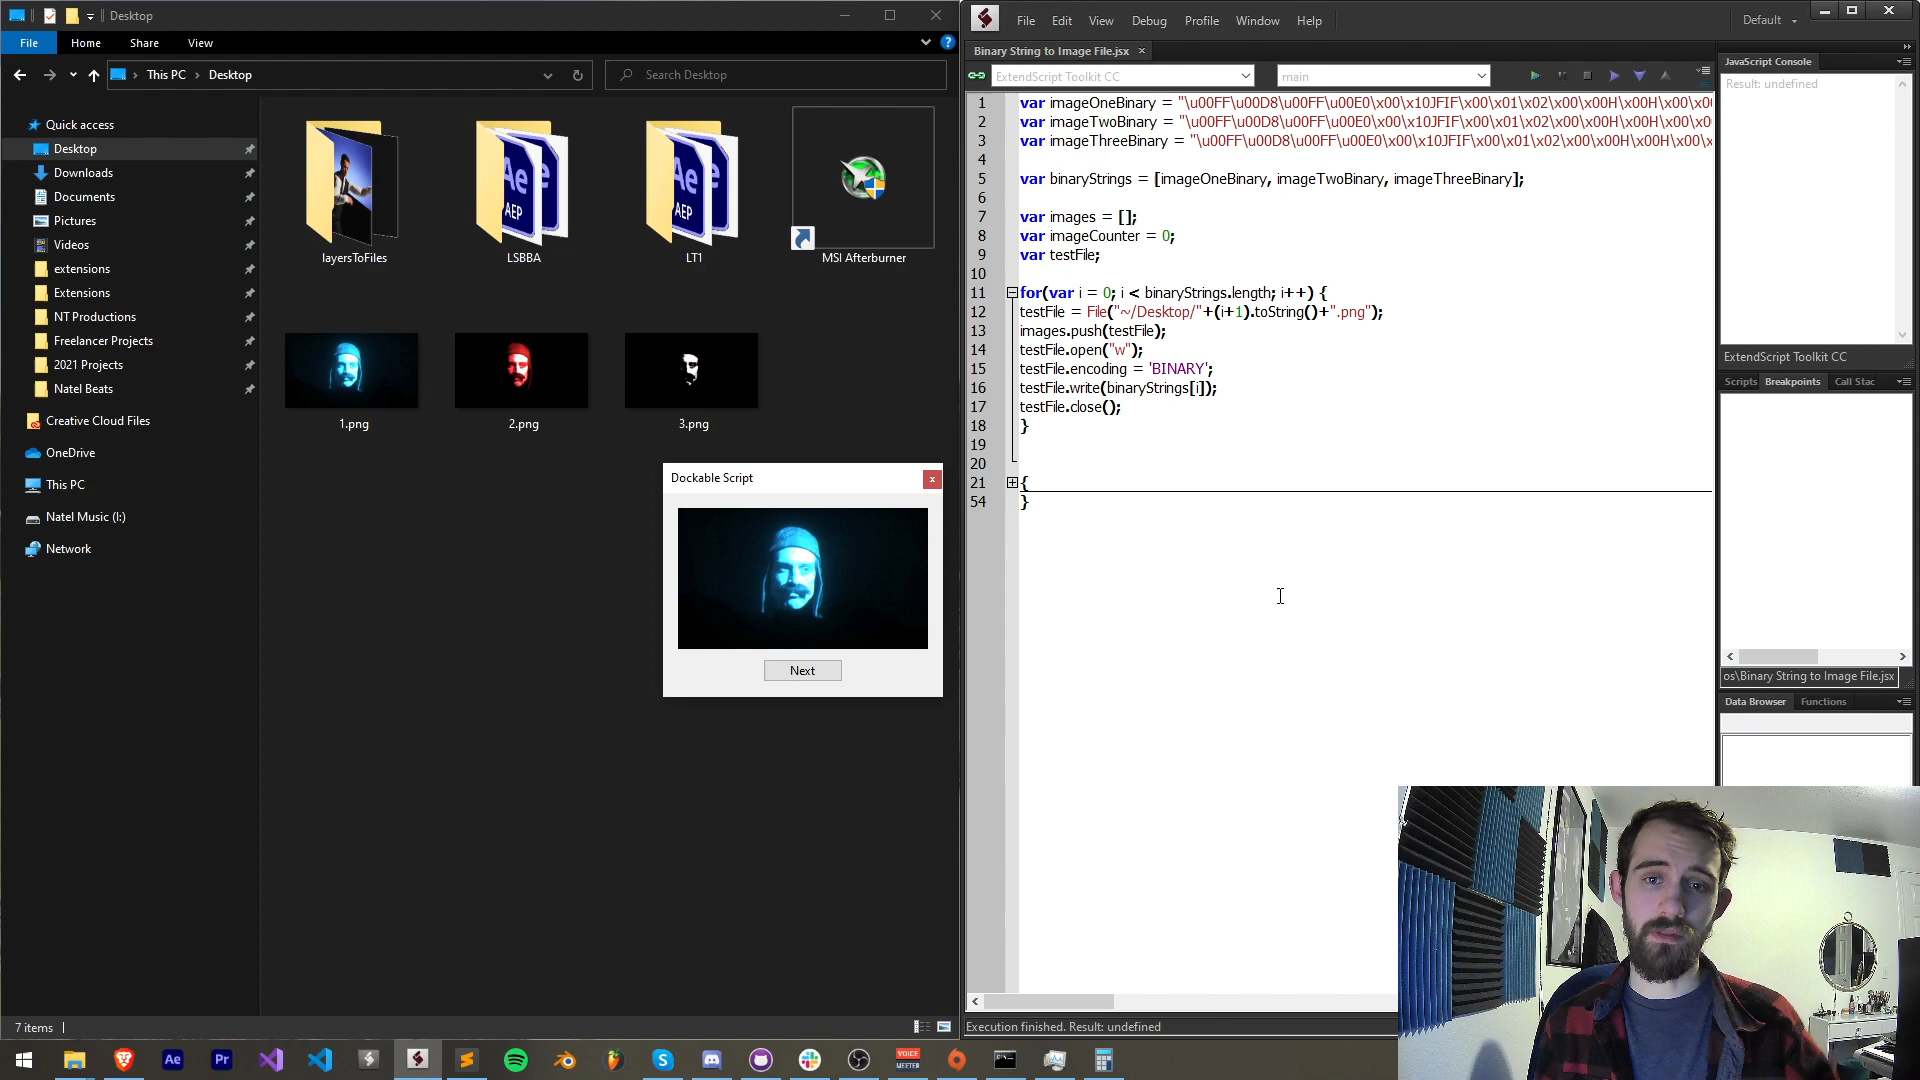 Desktop
File
Home
Share
View
This PC
Desktop
Search Desktop
Quick access
Desktop
Downloads
Documents
Pictures
Videos
extensions
Extensions
NT Productions
Freelancer Projects
2021 Projects
Natel Beats
Creative Cloud Files
OneDrive
This PC
Natel Music (I:)
Network
layersToFiles
LSBBA
LT1
MSI Afterburner
1.png
2.png
3.png
Dockable Script
Next
7 items
File
Edit
View
Debug
Profile
Window
Help
Default
Binary String to Image File.jsx
ExtendScript Toolkit CC
main
1 var imageOneBinary = "\u00FF\u00D8\u00FF\u00E0\x00\x10JFIF\x00\x01\x02\x00\x00H\x00H\x00\x0
2 var imageTwoBinary = "\u00FF\u00D8\u00FF\u00E0\x00\x10JFIF\x00\x01\x02\x00\x00H\x00H\x00\x0
3 var imageThreeBinary = "\u00FF\u00D8\u00FF\u00E0\x00\x10JFIF\x00\x01\x02\x00\x00H\x00H\x00\x
4
5 var binaryStrings = [imageOneBinary, imageTwoBinary, imageThreeBinary];
6
7 var images = [];
8 var imageCounter = 0;
9 var testFile;
10
11 for(var i = 0; i < binaryStrings.length; i++) {
12 testFile = File("~/Desktop/"+(i+1).toString()+".png");
13 images.push(testFile);
14 testFile.open("w");
15 testFile.encoding = 'BINARY';
16 testFile.write(binaryStrings[i]);
17 testFile.close();
18 }
19
20
21 {
54 }
Execution finished. Result: undefined
JavaScript Console
Result: undefined
ExtendScript Toolkit CC
Scripts
Breakpoints
Call Stac
os\Binary String to Image File.jsx
Data Browser
Functions
Ae
Pr
VOICE
MEETER